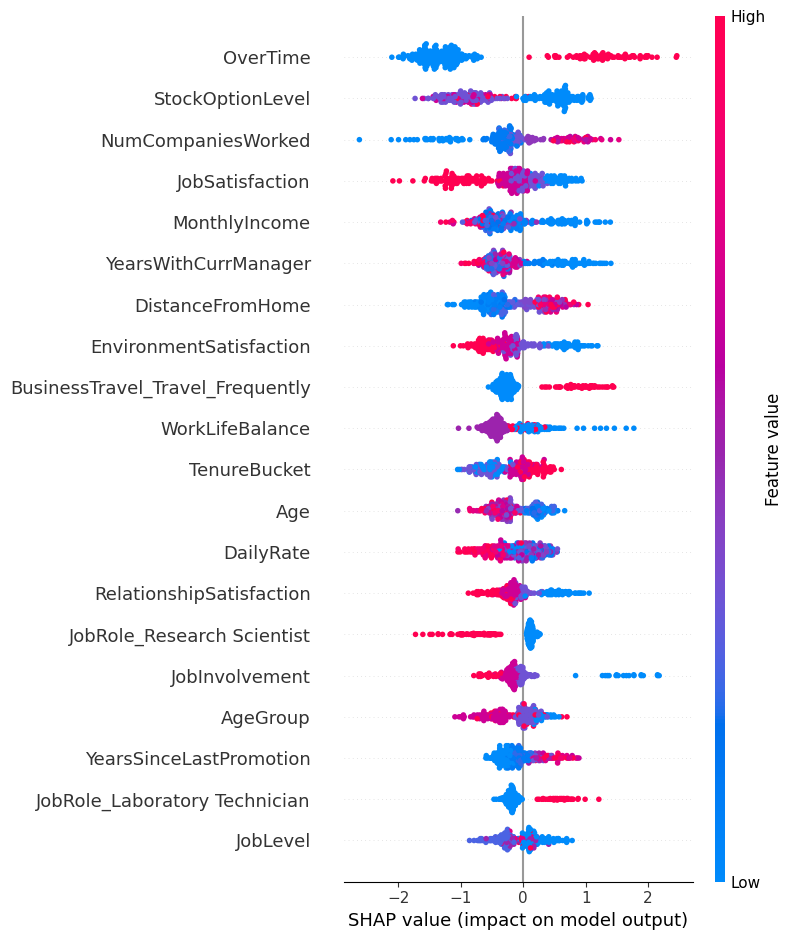 High
OverTime
StockOptionLevel
NumCompaniesWorked
JobSatisfaction
MonthlyIncome
YearsWithCurrManager
DistanceFromHome
EnvironmentSatisfaction
BusinessTravel_Travel_Frequently
WorkLifeBalance
TenureBucket
Age
DailyRate
RelationshipSatisfaction
JobRole_Research Scientist
JobInvolvement
AgeGroup
YearsSinceLastPromotion
JobRole_Laboratory Technician
JobLevel
Feature value
Low
−2 −1 0 1 2
SHAP value (impact on model output)